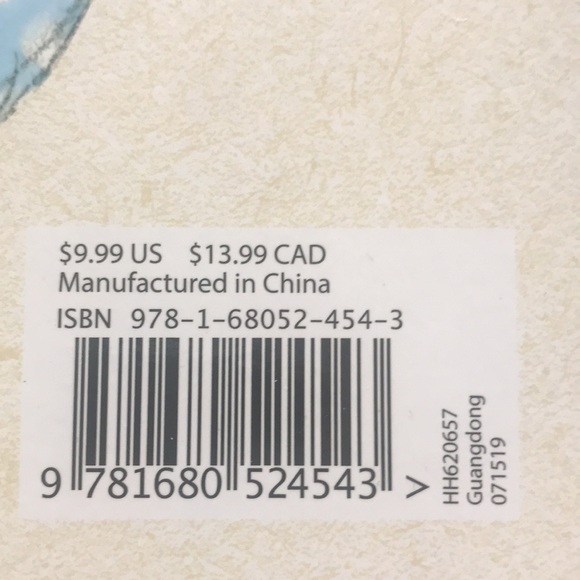 $9.99 US $13.99 CAD
Manufactured in China
ISBN 978-1-68052-454-3
9 781680 524543 >
HH620657
Guangdong
071519